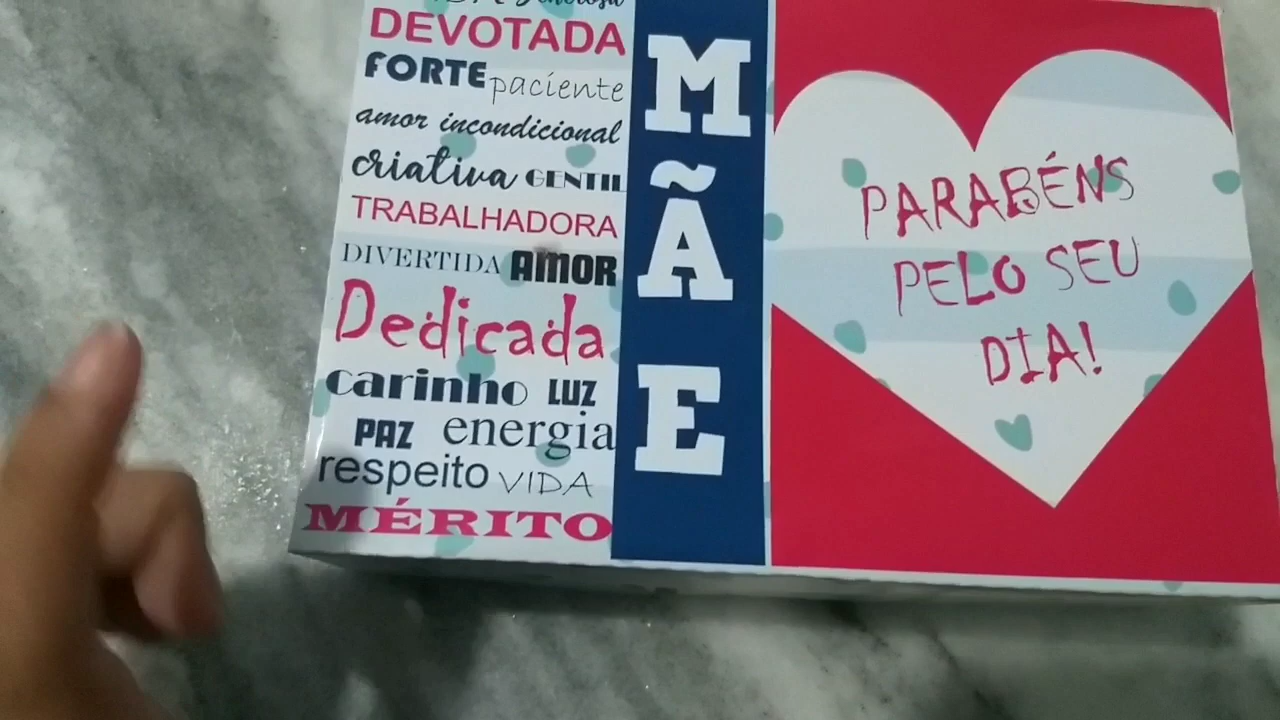 DEVOTADA
FORTE paciente
amor incondicional
criativa GENTIL
TRABALHADORA
DIVERTIDA AMOR
Dedicada
carinho LUZ
PAZ energia
respeito VIDA
MÉRITO
MÃE
PARABÉNS
PELO SEU
DIA!